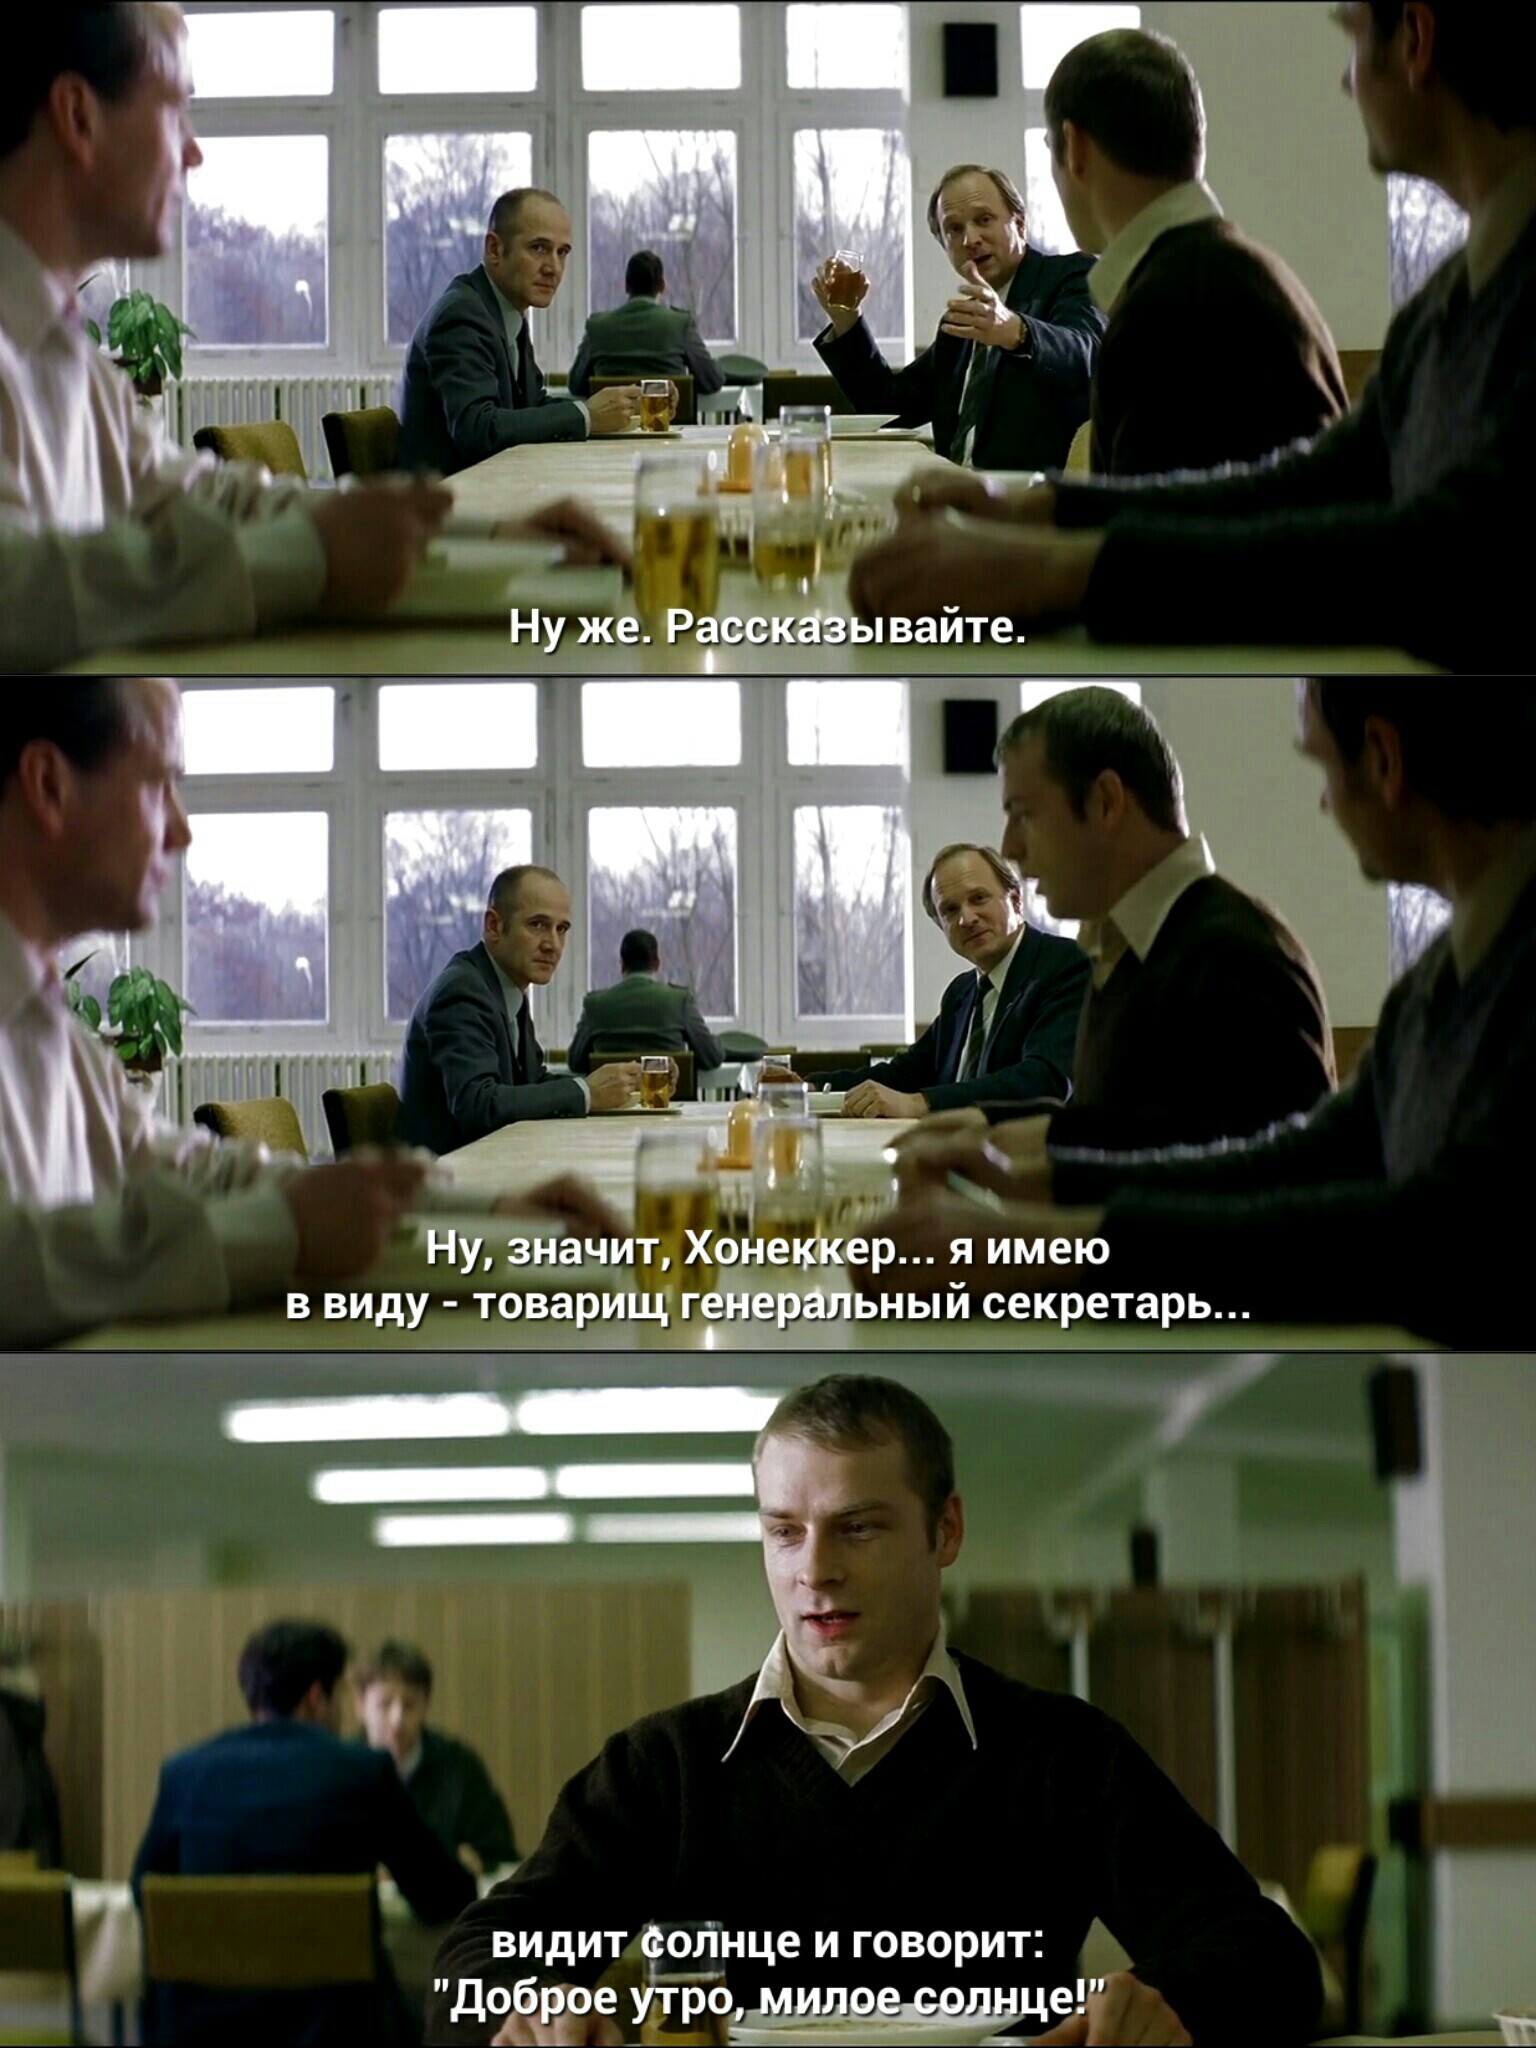 Ну же. Рассказывайте.
Ну, значит, Хонеккер... я имею
в виду - товарищ генеральный секретарь...
видит солнце и говорит:
"Доброе утро, милое солнце!"